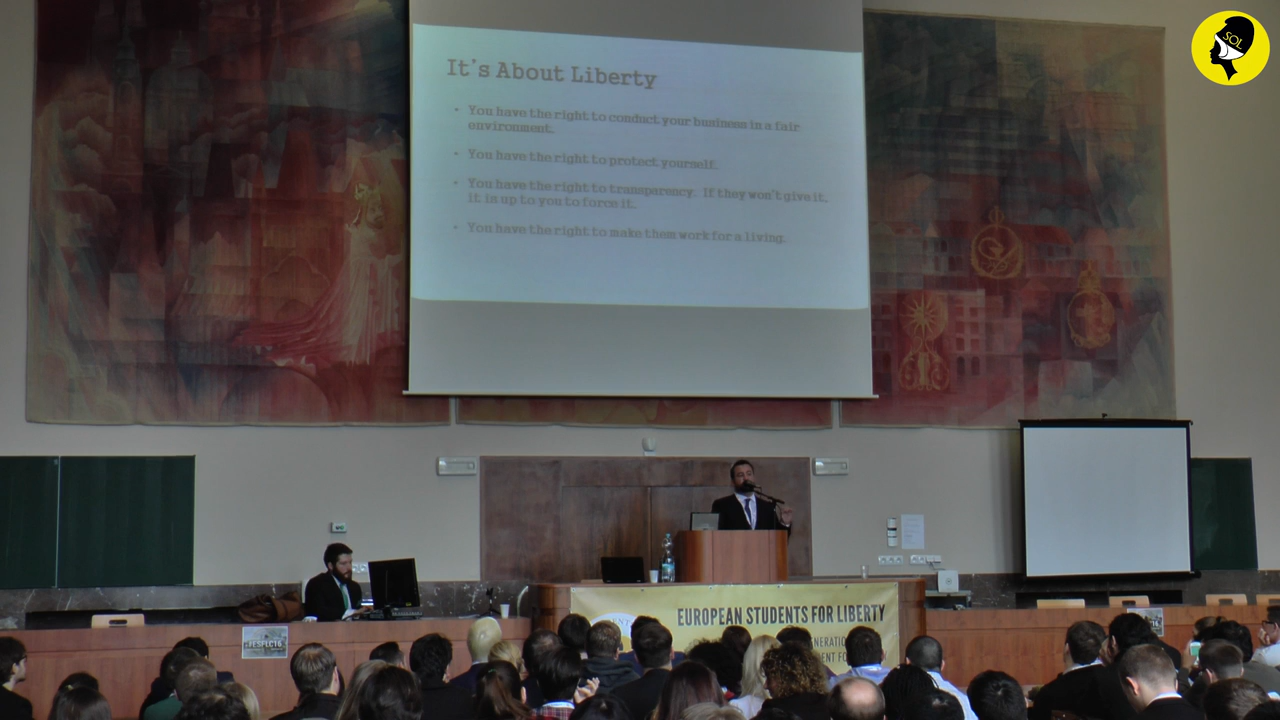 SOL
It's About Liberty
• You have the right to conduct your business in a fair
environment.
• You have the right to protect yourself.
• You have the right to transparency. If they won't give it,
it is up to you to force it.
• You have the right to make them work for a living.
EUROPEAN STUDENTS FOR LIBERTY
#ESFLC16